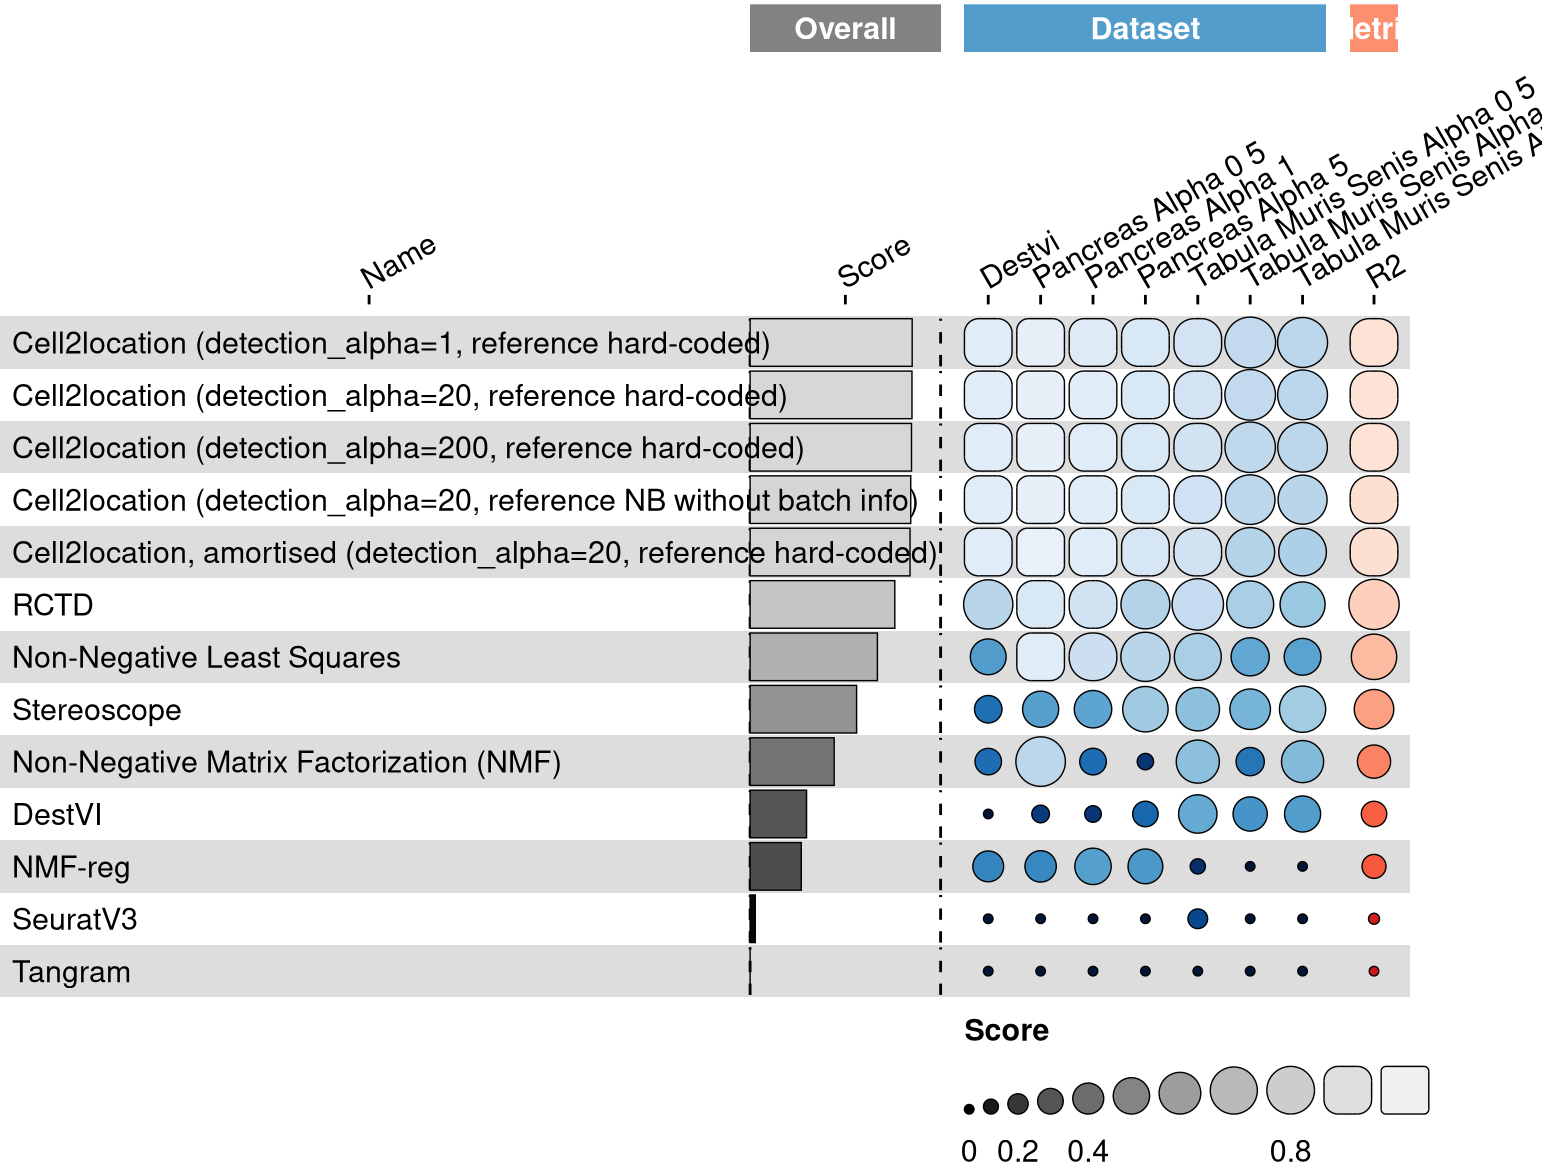 Overall Dataset
Name Score Destvi Pancreas Alpha 0 5 Pancreas Alpha 1 Pancreas Alpha 5 Tabula Muris Senis Alpha 0 5 Tabula Muris Senis Alpha Tabula Muris Senis R2
Cell2location (detection_alpha=1, reference hard-coded)
Cell2location (detection_alpha=20, reference hard-coded)
Cell2location (detection_alpha=200, reference hard-coded)
Cell2location (detection_alpha=20, reference NB without batch info)
Cell2location, amortised (detection_alpha=20, reference hard-coded)
RCTD
Non-Negative Least Squares
Stereoscope
Non-Negative Matrix Factorization (NMF)
DestVI
NMF-reg
SeuratV3
Tangram
Score
0 0.2 0.4 0.8